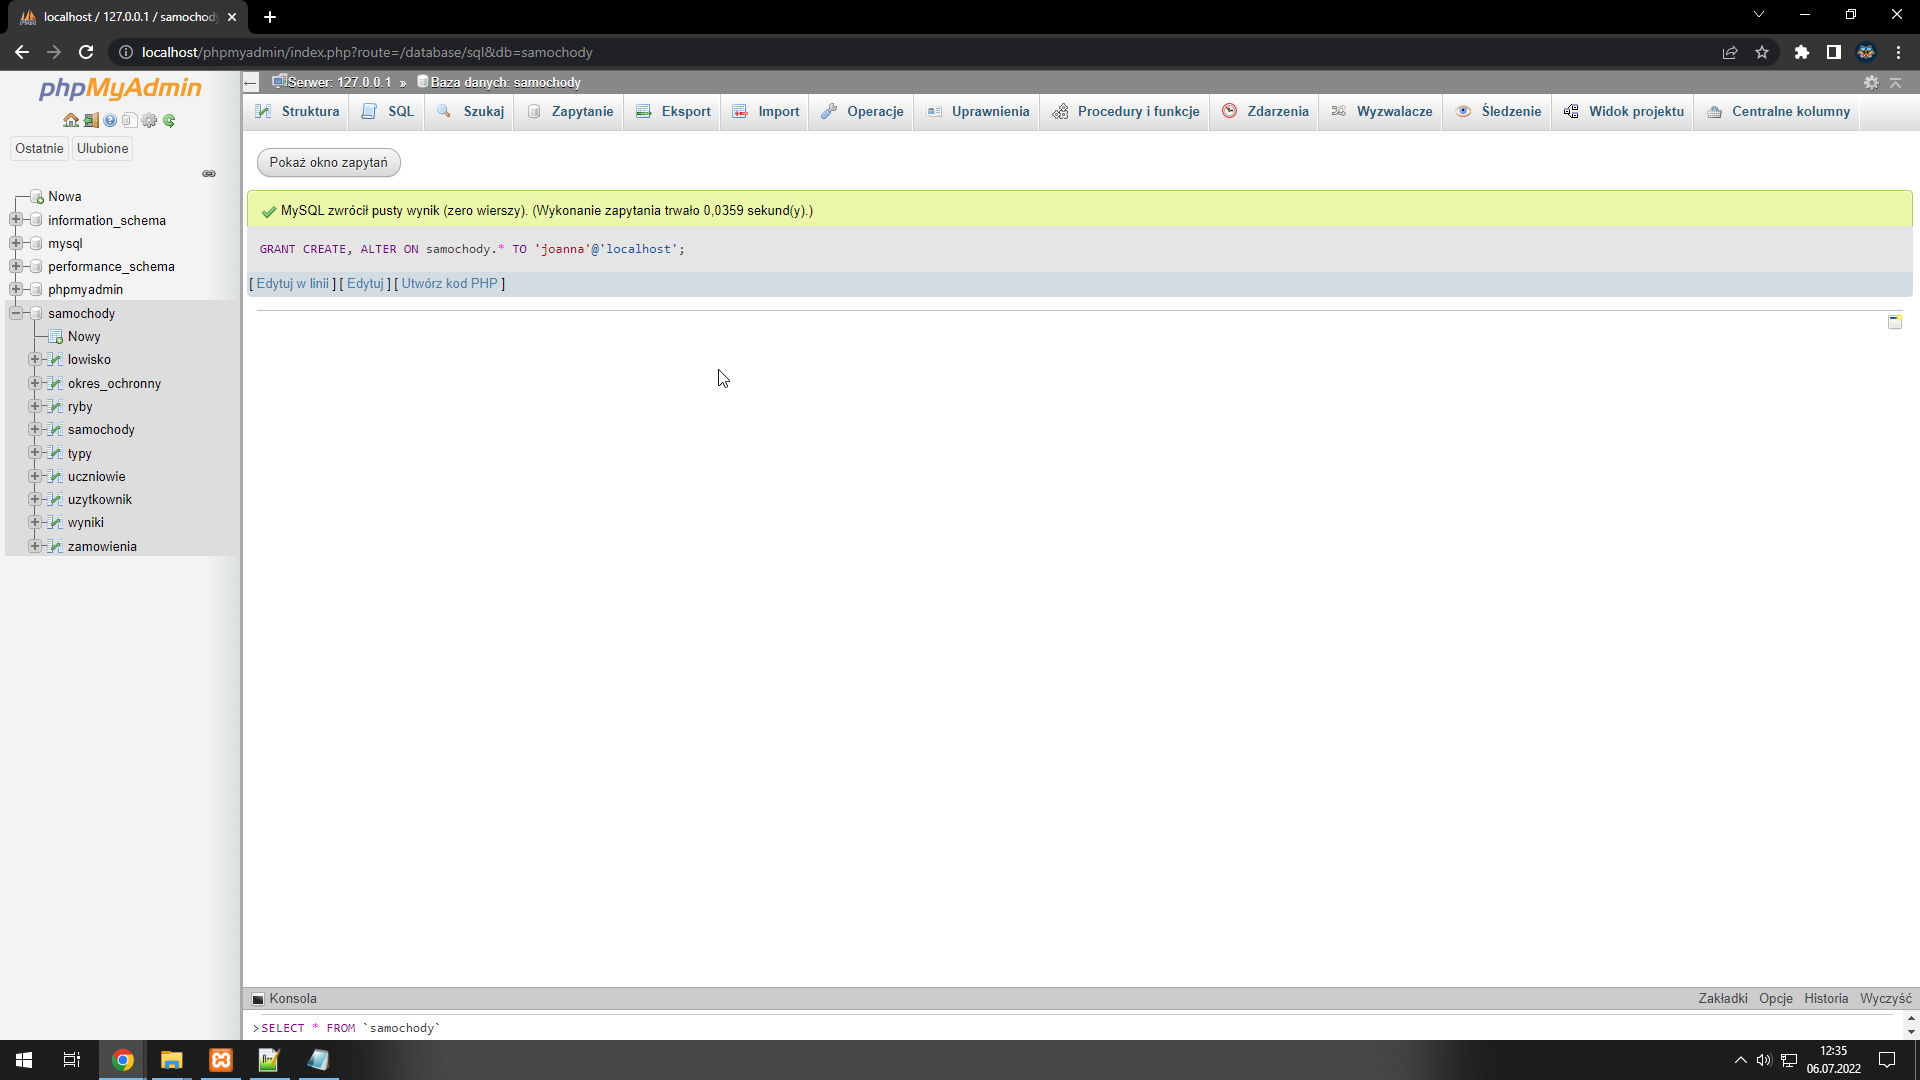 localhost / 127.0.0.1 / samochody
localhost/phpmyadmin/index.php?route=/database/sql&db=samochody
phpMyAdmin
Ostatnie
Ulubione
Nowa
information_schema
mysql
performance_schema
phpmyadmin
samochody
Nowy
lowisko
okres_ochronny
ryby
samochody
typy
uczniowie
uzytkownik
wyniki
zamowienia
Serwer: 127.0.0.1 » Baza danych: samochody
Struktura SQL Szukaj Zapytanie Eksport Import Operacje Uprawnienia Procedury i funkcje Zdarzenia Wyzwalacze Śledzenie Widok projektu Centralne kolumny
Pokaż okno zapytań
MySQL zwrócił pusty wynik (zero wierszy). (Wykonanie zapytania trwało 0,0359 sekund(y).)
GRANT CREATE, ALTER ON samochody.* TO 'joanna'@'localhost';
[ Edytuj w linii ] [ Edytuj ] [ Utwórz kod PHP ]
Konsola
Zakładki Opcje Historia Wyczyść
>SELECT * FROM `samochody`
12:35
06.07.2022